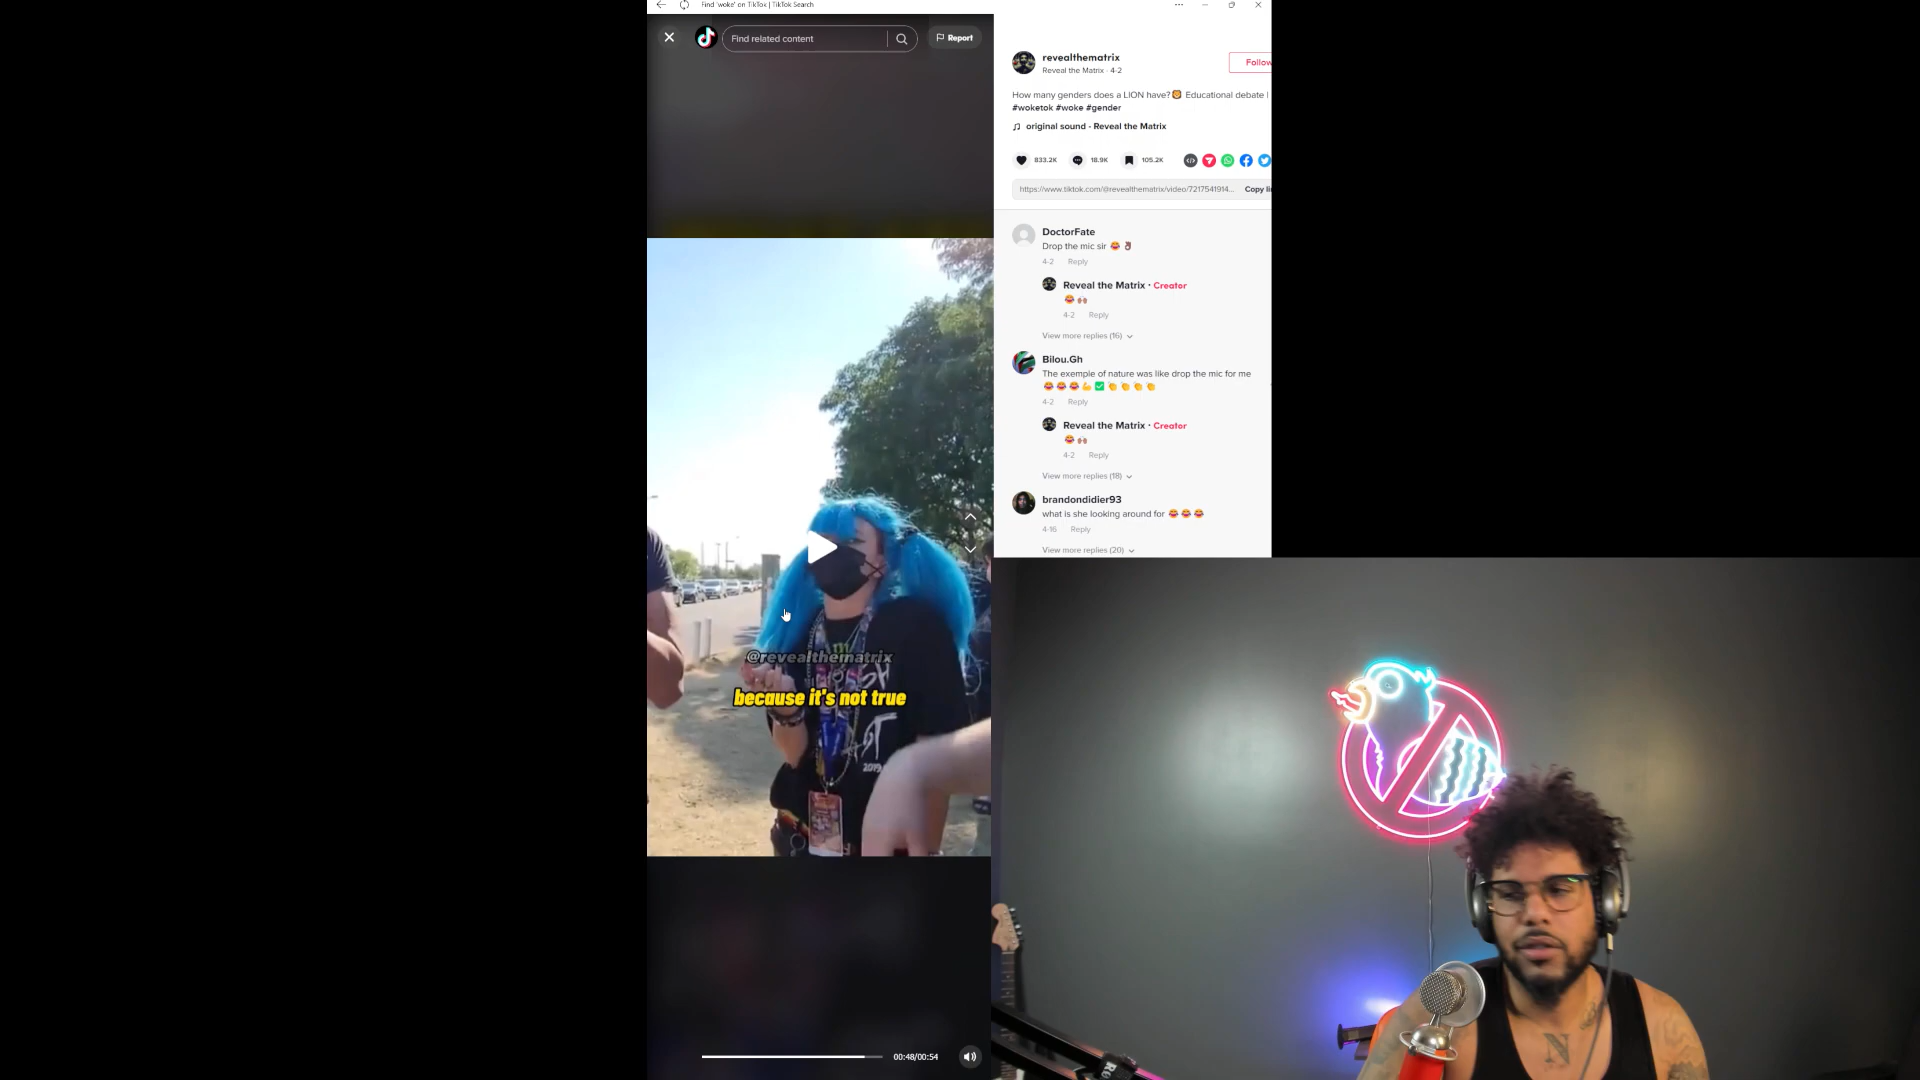 Find 'woke' on TikTok | TikTok Search
Find related content
Report
@revealthematrix
because it's not true
2019
00:48/00:54
revealthematrix
Reveal the Matrix · 4-2
Follow
How many genders does a LION have?🦁 Educational debate |
#woketok #woke #gender
original sound - Reveal the Matrix
833.2K
18.9K
105.2K
https://www.tiktok.com/@revealthematrix/video/7217541914...
Copy li
DoctorFate
Drop the mic sir 😂 👌🏽
4-2 Reply
Reveal the Matrix · Creator
😂 🙌🏽
4-2 Reply
View more replies (16)
Bilou.Gh
The exemple of nature was like drop the mic for me
😂😂😂💪✅👏👏👏👏
4-2 Reply
Reveal the Matrix · Creator
😂 🙌🏽
4-2 Reply
View more replies (18)
brandondidier93
what is she looking around for 😂😂😂
4-16 Reply
View more replies (20)
N